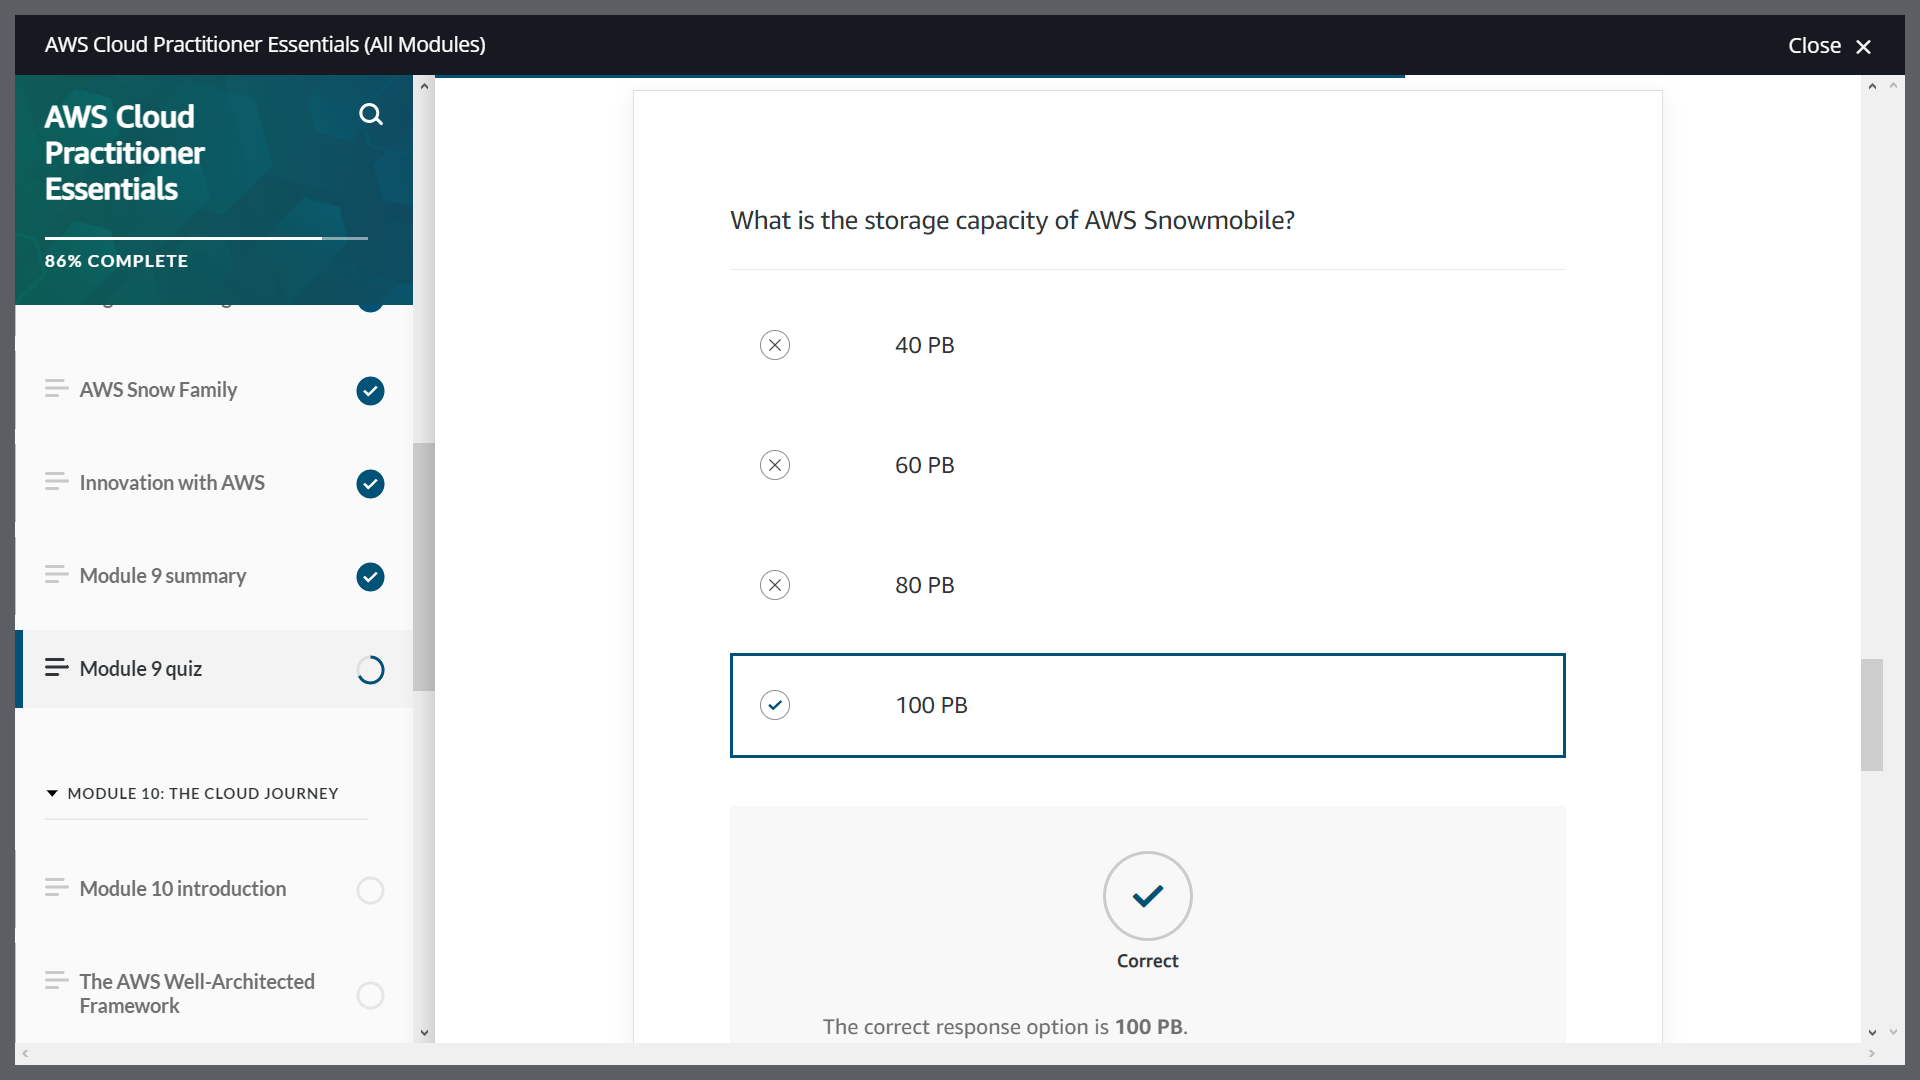 AWS Cloud Practitioner Essentials (All Modules)
Close
AWS Cloud
Practitioner
Essentials
86% COMPLETE
AWS Snow Family
Innovation with AWS
Module 9 summary
Module 9 quiz
MODULE 10: THE CLOUD JOURNEY
Module 10 introduction
The AWS Well-Architected
Framework
What is the storage capacity of AWS Snowmobile?
40 PB
60 PB
80 PB
100 PB
Correct
The correct response option is 100 PB.